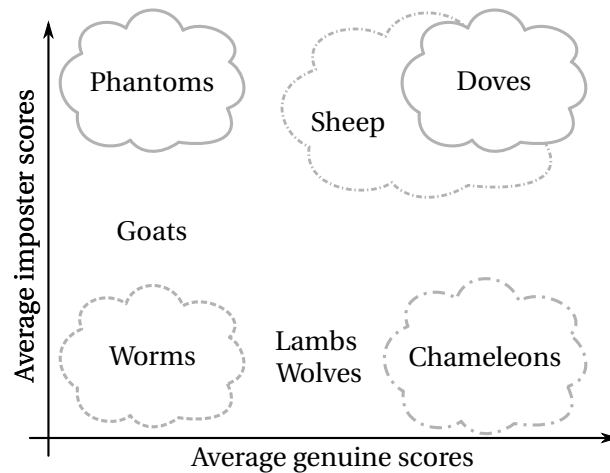 Average imposter scores
Phantoms
Doves
Sheep
Goats
Worms
Lambs
Wolves
Chameleons
Average genuine scores